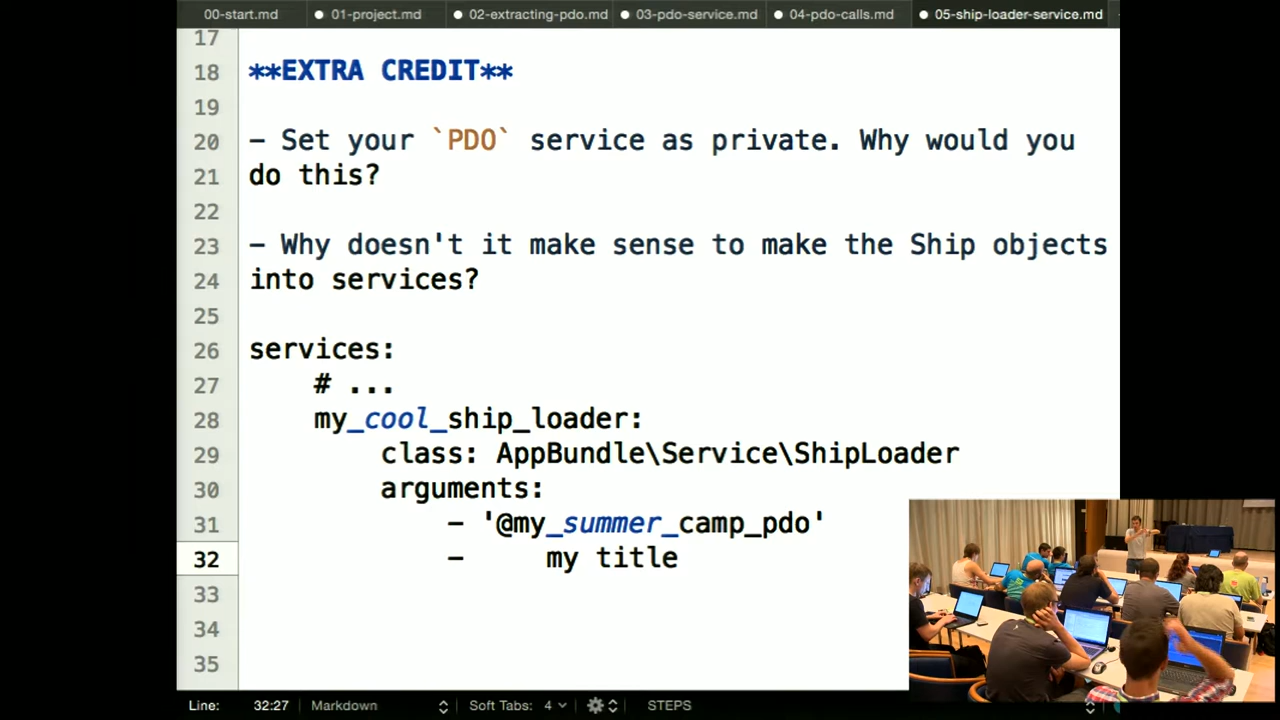 00-start.md
01-project.md
02-extracting-pdo.md
03-pdo-service.md
04-pdo-calls.md
05-ship-loader-service.md
17
18 **EXTRA CREDIT**
19
20 - Set your `PDO` service as private. Why would you
21 do this?
22
23 - Why doesn't it make sense to make the Ship objects
24 into services?
25
26 services:
27 # ...
28 my_cool_ship_loader:
29 class: AppBundle\Service\ShipLoader
30 arguments:
31 - '@my_summer_camp_pdo'
32 - my title
33
34
35
Line: 32:27 Markdown Soft Tabs: 4 STEPS